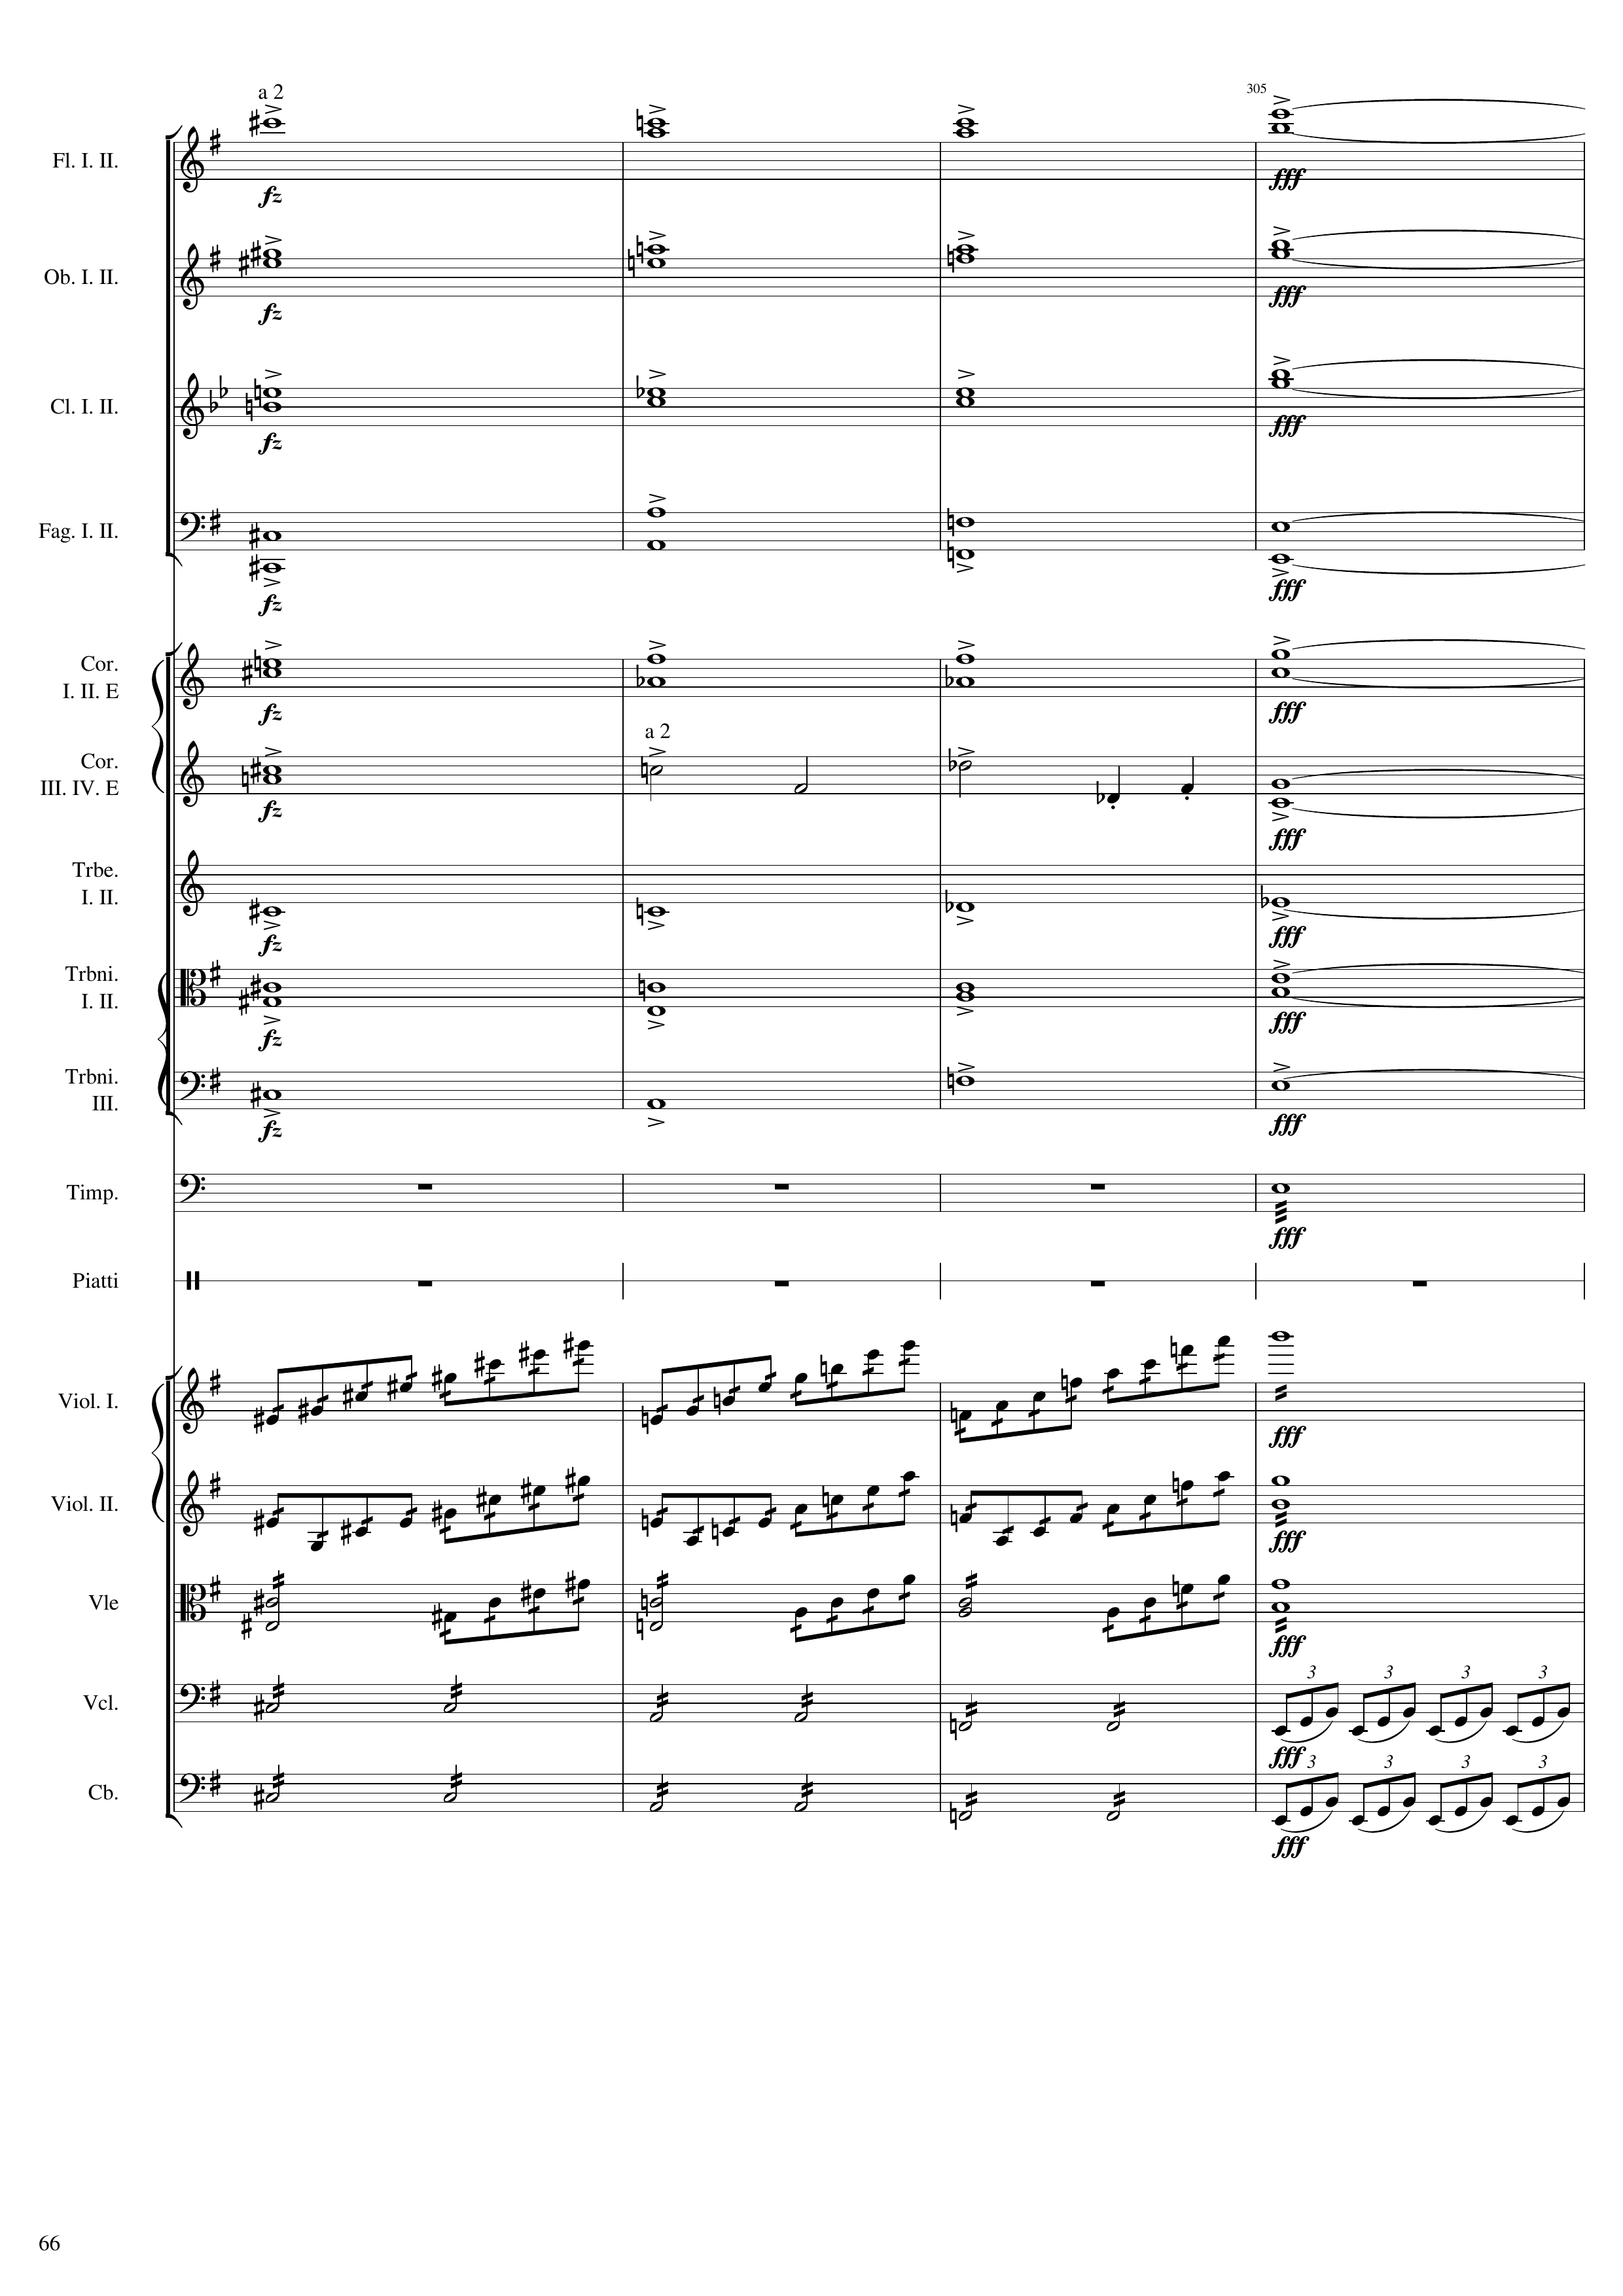 a 2
305
Fl. I. II.
fz
fff
Ob. I. II.
fz
fff
Cl. I. II.
fz
fff
Fag. I. II.
fz
fff
Cor.
I. II. E
fz
fff
a 2
Cor.
III. IV. E
fz
fff
Trbe.
I. II.
fz
fff
Trbni.
I. II.
fz
fff
Trbni.
III.
fz
fff
Timp.
fff
Piatti
Viol. I.
fff
Viol. II.
fff
Vle
fff
3 3 3 3
Vcl.
fff
3 3 3 3
Cb.
fff
66